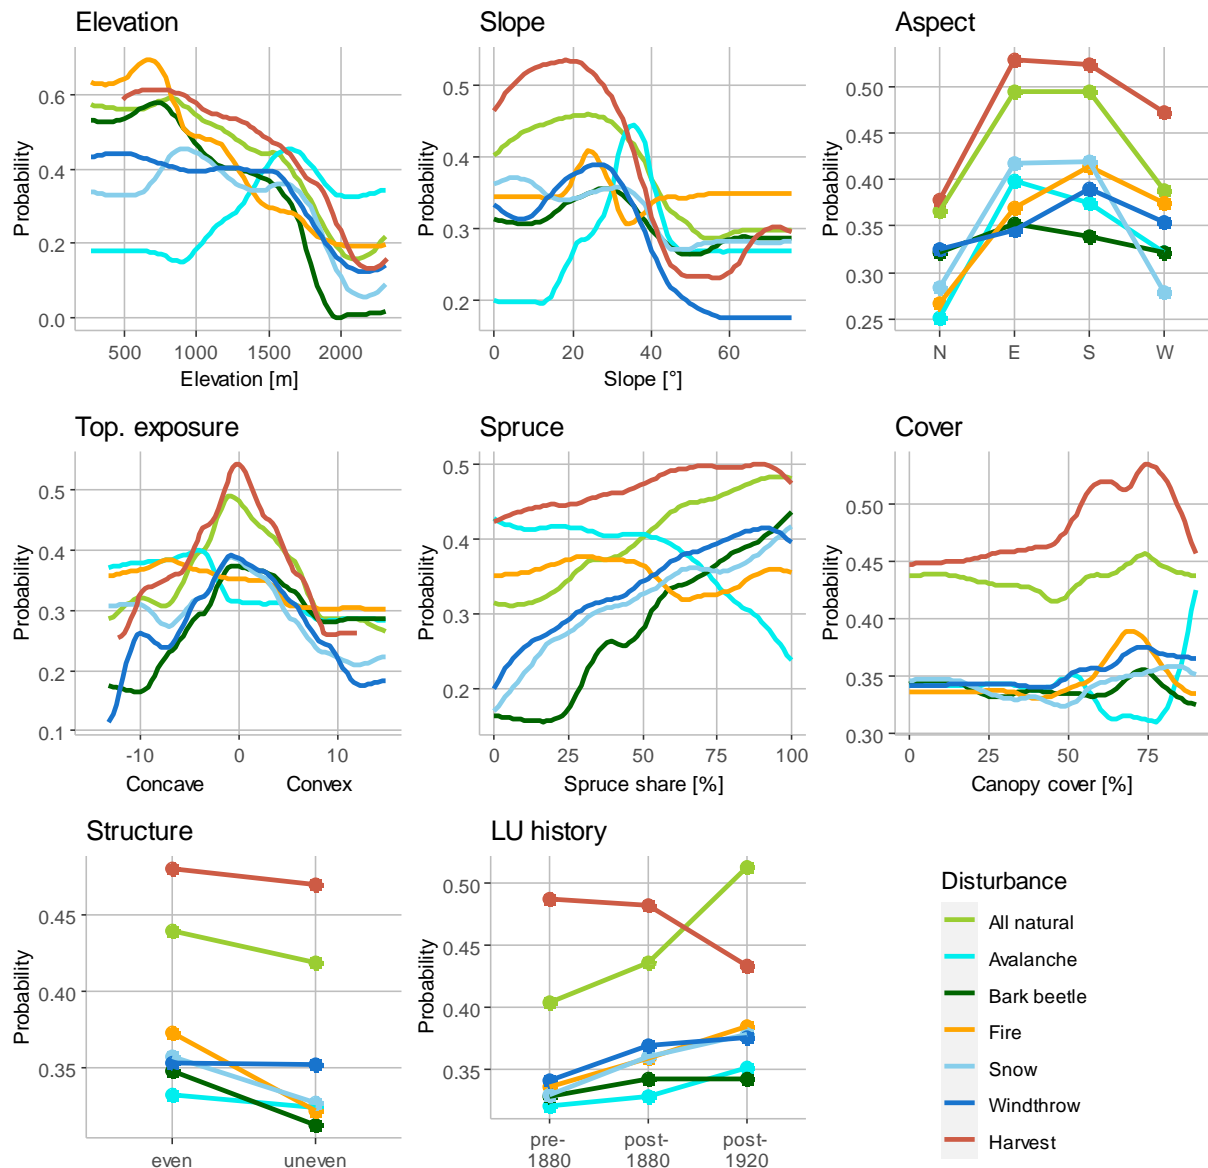 Elevation
Probability
0.6
0.4
0.2
0.0
500 1000 1500 2000
Elevation [m]
Slope
Probability
0.5
0.4
0.3
0.2
0 20 40 60
Slope [°]
Aspect
Probability
0.50
0.45
0.40
0.35
0.30
0.25
N E S W
Top. exposure
Probability
0.5
0.4
0.3
0.2
0.1
-10 0 10
Concave Convex
Spruce
Probability
0.5
0.4
0.3
0.2
0 25 50 75 100
Spruce share [%]
Cover
Probability
0.50
0.45
0.40
0.35
0.30
0 25 50 75
Canopy cover [%]
Structure
Probability
0.45
0.40
0.35
even uneven
LU history
Probability
0.50
0.45
0.40
0.35
pre- post- post-
1880 1880 1920
Disturbance
All natural
Avalanche
Bark beetle
Fire
Snow
Windthrow
Harvest